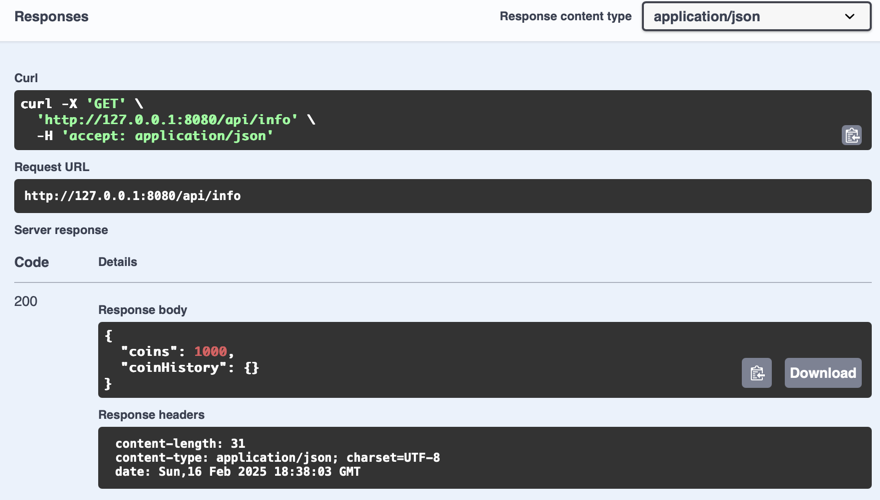 Responses
Response content type
application/json
Curl
curl -X 'GET' \
  'http://127.0.0.1:8080/api/info' \
  -H 'accept: application/json'
Request URL
http://127.0.0.1:8080/api/info
Server response
Code Details
200
Response body
{
  "coins": 1000,
  "coinHistory": {}
}
Download
Response headers
content-length: 31
content-type: application/json; charset=UTF-8
date: Sun,16 Feb 2025 18:38:03 GMT